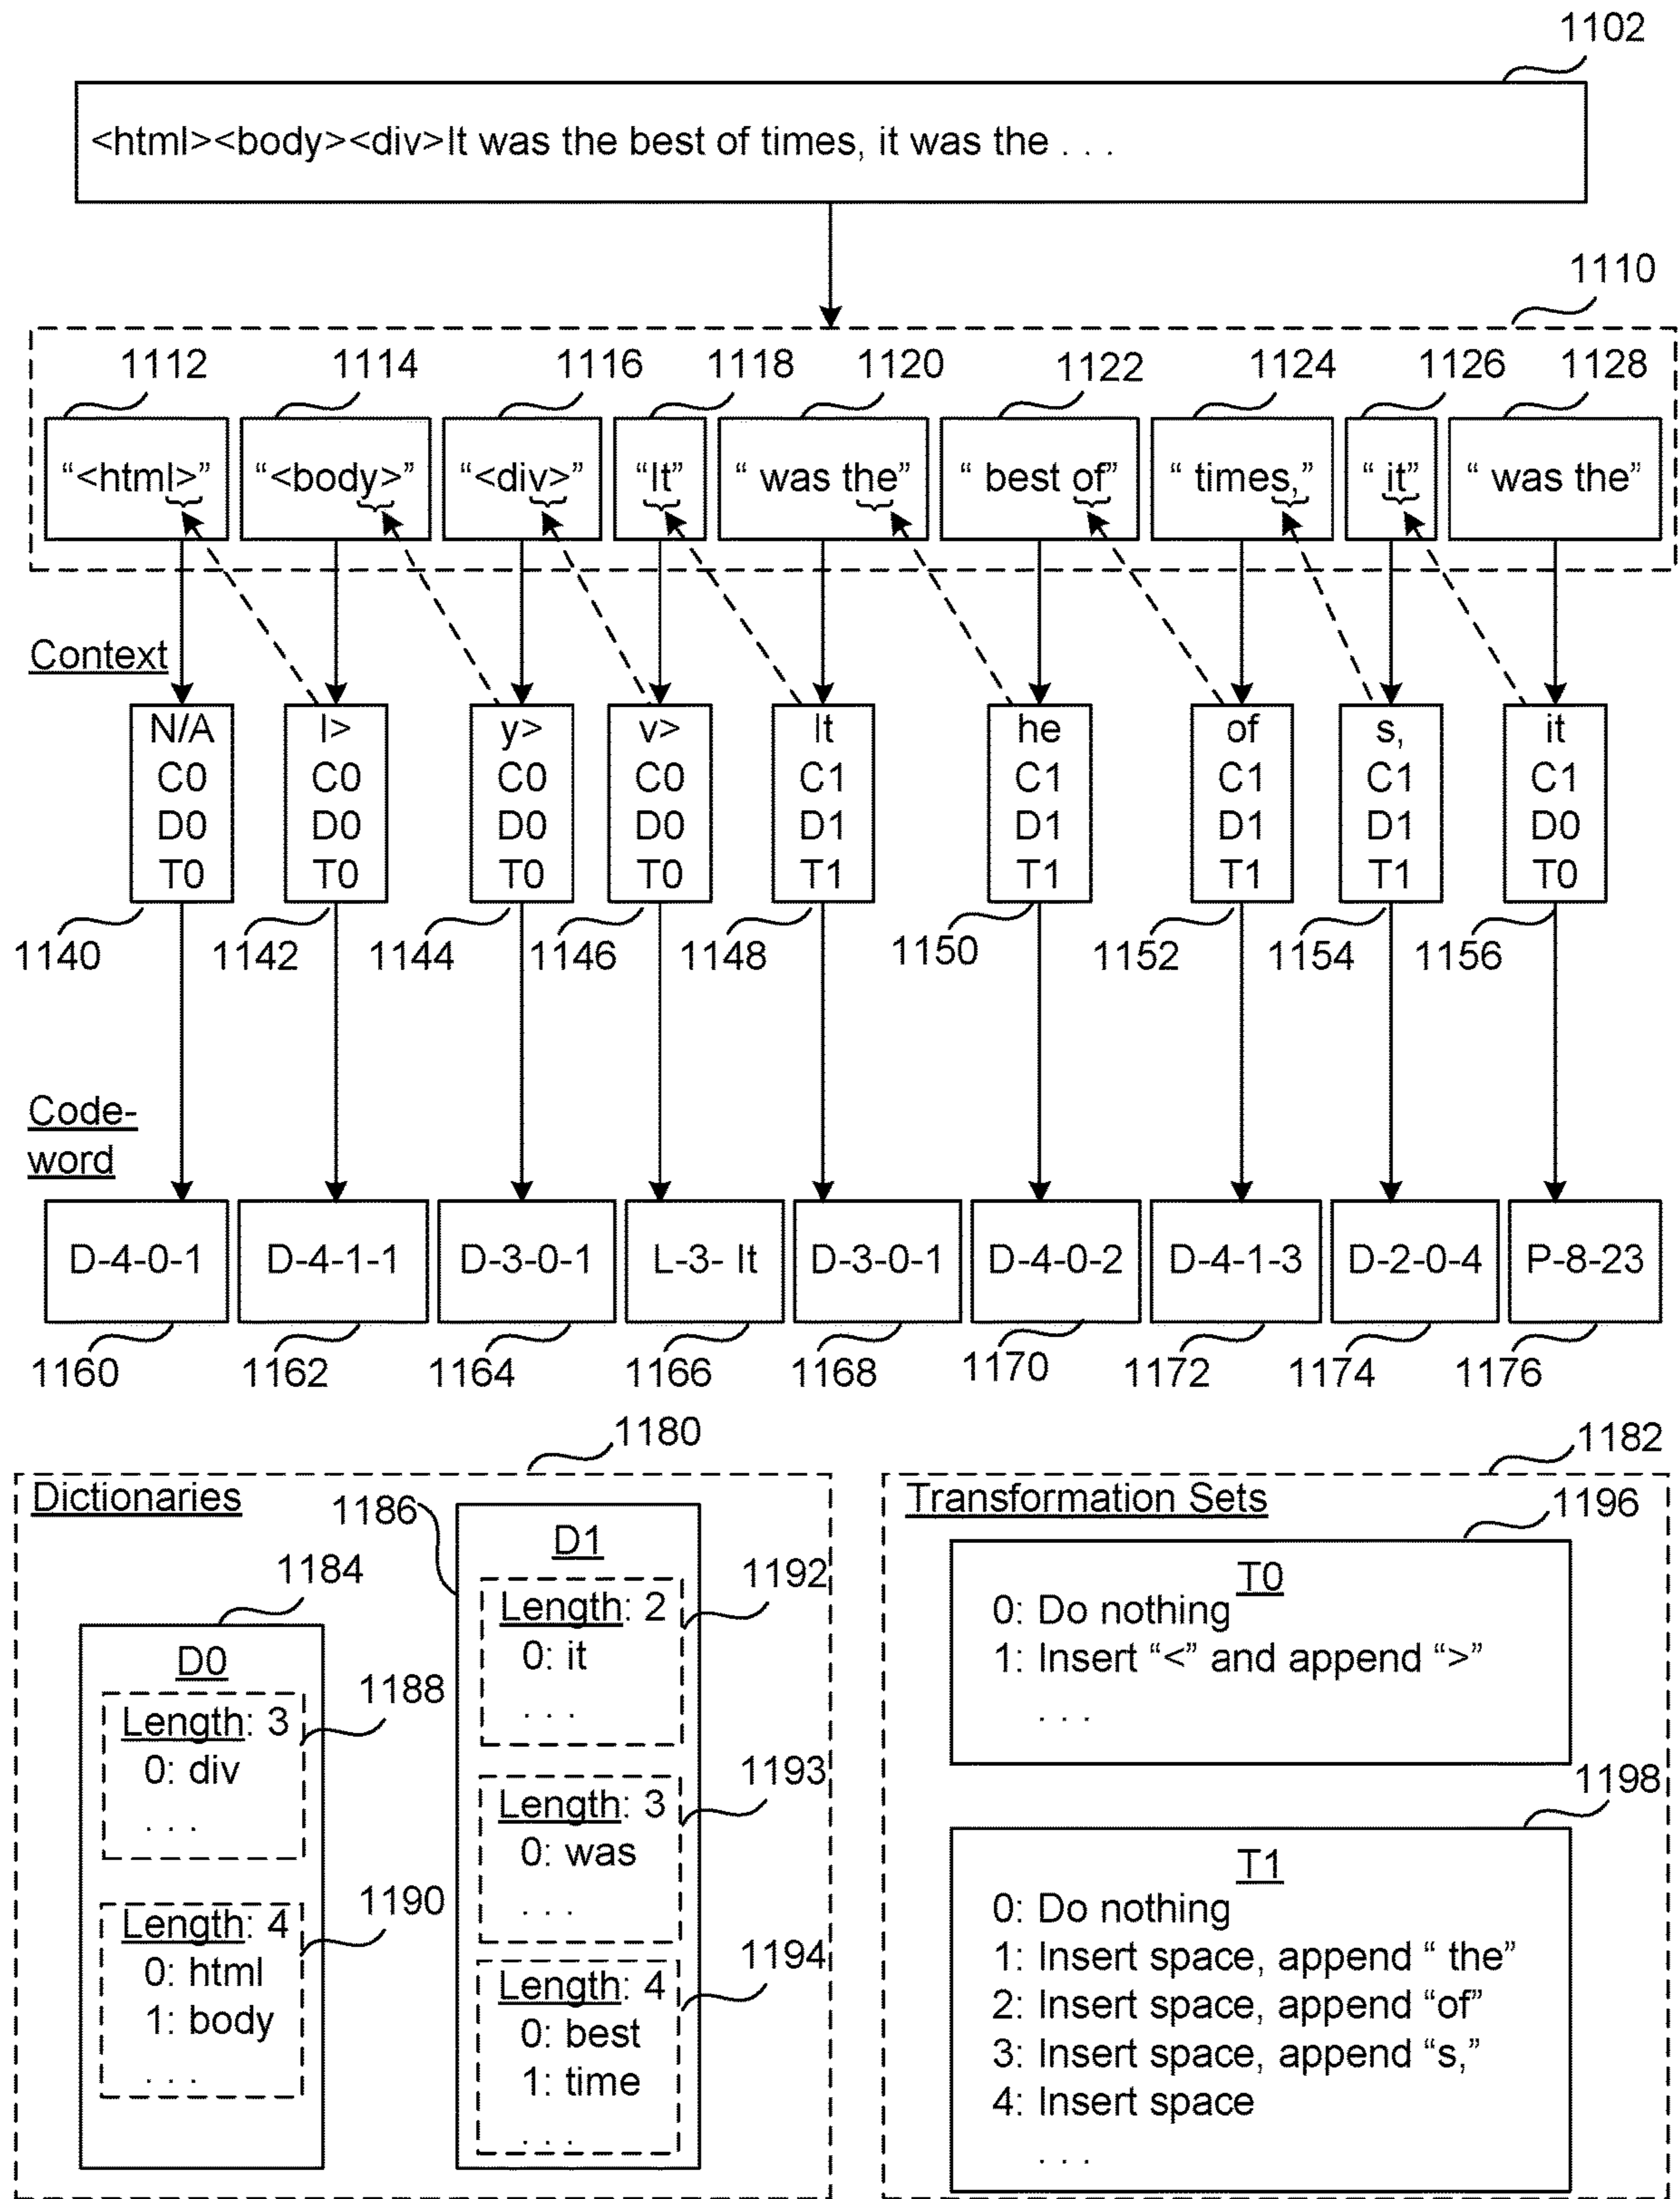 1102
<html><body><div>It was the best of times, it was the . . .
1110
1112 1114 1116 1118 1120 1122 1124 1126 1128
“<html>” “<body>” “<div>” “It” “ was the” “ best of” “ times,” “ it” “ was the”
Context
N/A l> y> v> It he of s, it
C0 C0 C0 C0 C1 C1 C1 C1 C1
D0 D0 D0 D0 D1 D1 D1 D1 D0
T0 T0 T0 T0 T1 T1 T1 T1 T0
1140 1142 1144 1146 1148 1150 1152 1154 1156
Code-
word
D-4-0-1 D-4-1-1 D-3-0-1 L-3- It D-3-0-1 D-4-0-2 D-4-1-3 D-2-0-4 P-8-23
1160 1162 1164 1166 1168 1170 1172 1174 1176
1180
Dictionaries
1184
D0
1188
Length: 3
0: div
. . .
1190
Length: 4
0: html
1: body
. . .
1186
D1
1192
Length: 2
0: it
. . .
1193
Length: 3
0: was
. . .
1194
Length: 4
0: best
1: time
. . .
1182
Transformation Sets
1196
T0
0: Do nothing
1: Insert “<” and append “>”
. . .
1198
T1
0: Do nothing
1: Insert space, append “ the”
2: Insert space, append “of”
3: Insert space, append “s,”
4: Insert space
. . .